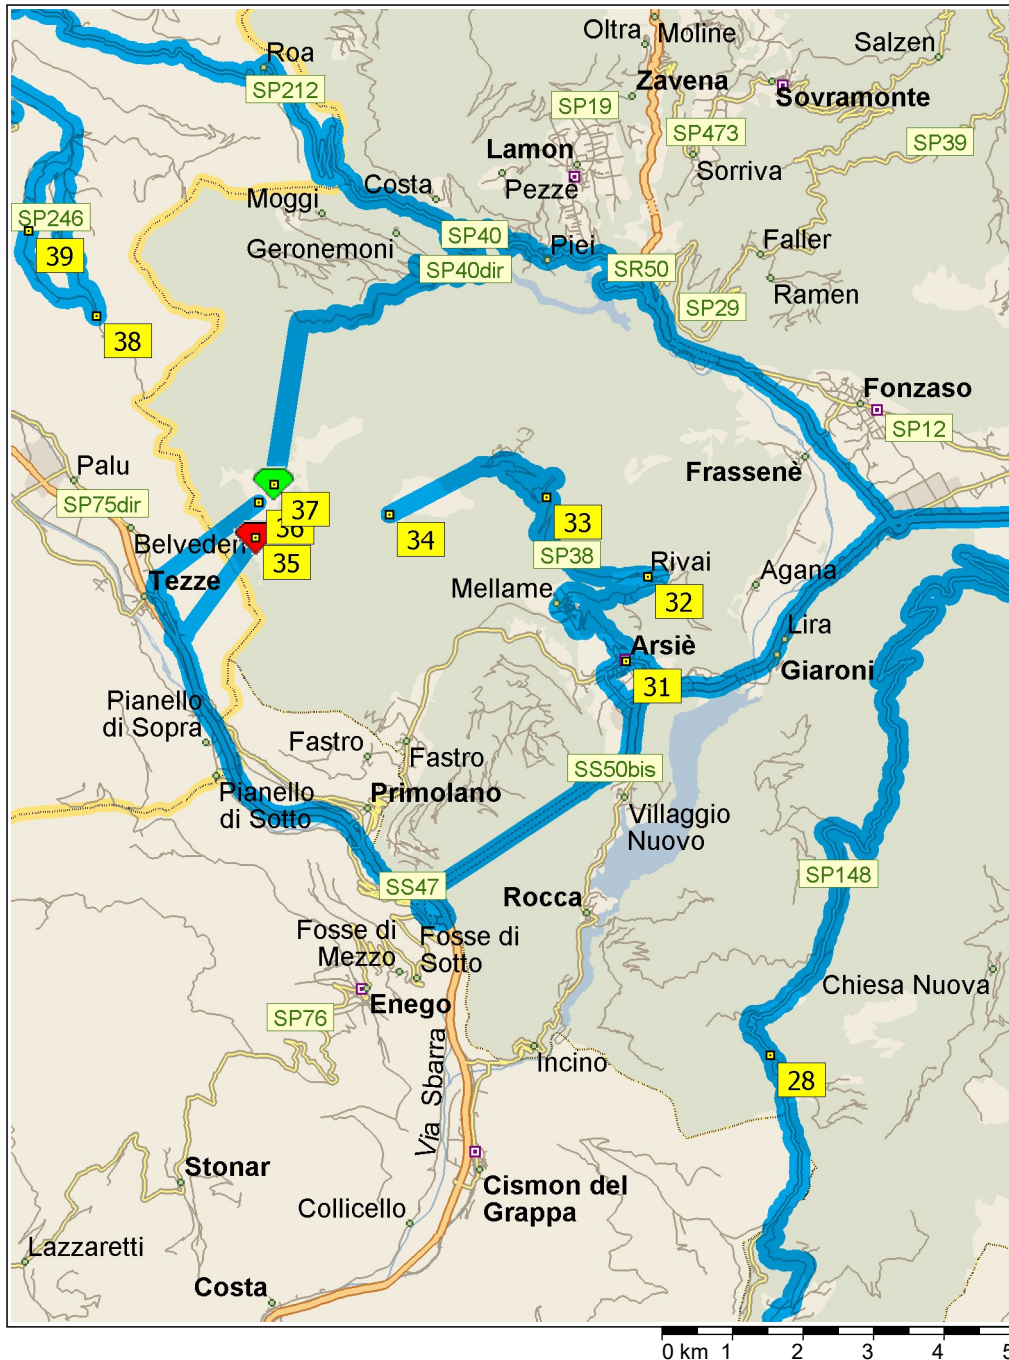 Oltra
Moline
Salzen
Roa
SP212
Zavena
Sovramonte
SP19
SP473
SP39
Lamon
Sorriva
Costa
Pezze
Moggi
SP246
SP40
Geronemoni
Piei
Faller
39
SP40dir
SR50
Ramen
SP29
38
Fonzaso
SP12
Palu
Frassenè
SP75dir
37
34
33
36
Belvederi
35
SP38
Rivai
Agana
Tezze
Mellame
32
Lira
Arsiè
Giaroni
31
Pianello
di Sopra
Fastro
Fastro
SS50bis
Pianello
di Sotto
Primolano
Villaggio
Nuovo
SS47
SP148
Rocca
Fosse di
Mezzo
Fosse di
Sotto
Chiesa Nuova
Enego
SP76
Via Sbarra
Incino
28
Stonar
Cismon del
Grappa
Collicello
Lazzaretti
Costa
0 km 1 2 3 4 5